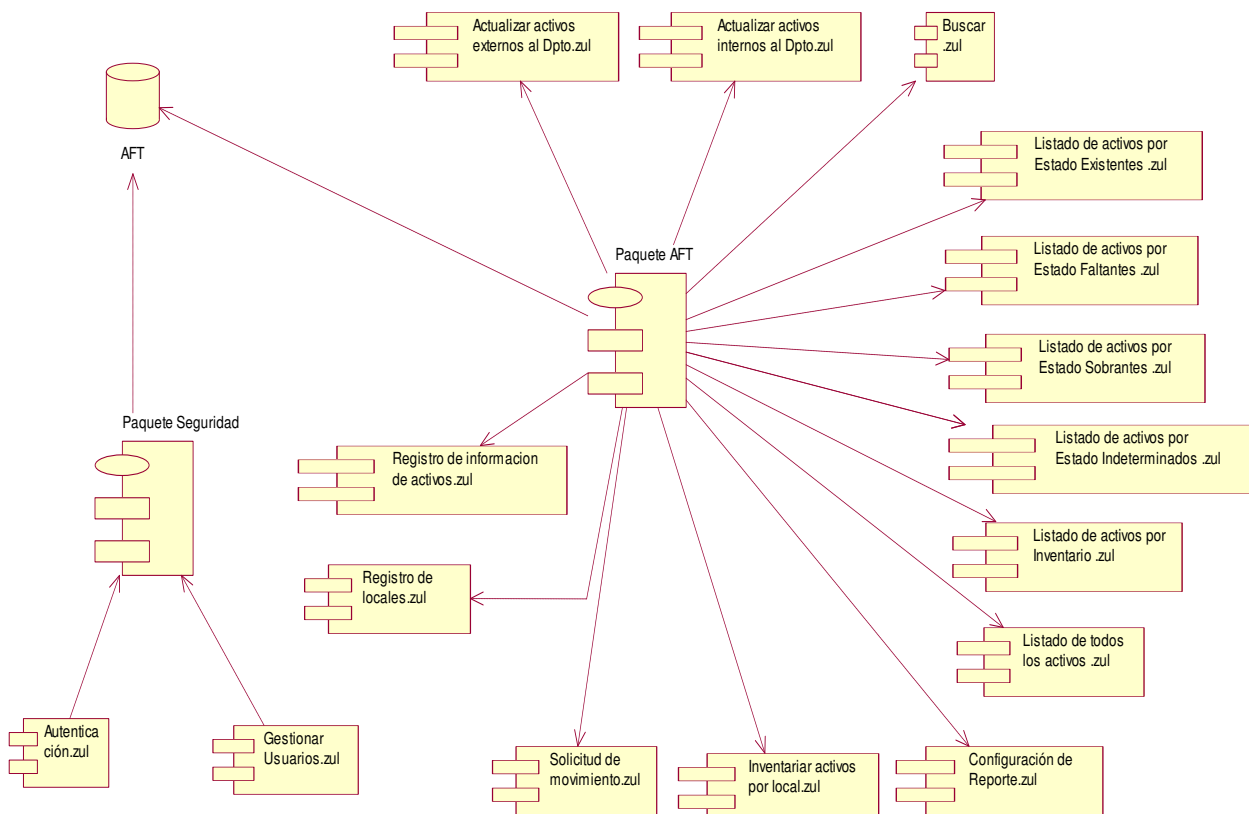 Actualizar activos
externos al Dpto.zul
Actualizar activos
internos al Dpto.zul
Buscar
.zul
AFT
Listado de activos por
Estado Existentes .zul
Paquete AFT
Listado de activos por
Estado Faltantes .zul
Listado de activos por
Estado Sobrantes .zul
Paquete Seguridad
Listado de activos por
Estado Indeterminados .zul
Registro de informacion
de activos.zul
Listado de activos por
Inventario .zul
Registro de
locales.zul
Listado de todos
los activos .zul
Autentica
ción.zul
Gestionar
Usuarios.zul
Solicitud de
movimiento.zul
Inventariar activos
por local.zul
Configuración de
Reporte.zul